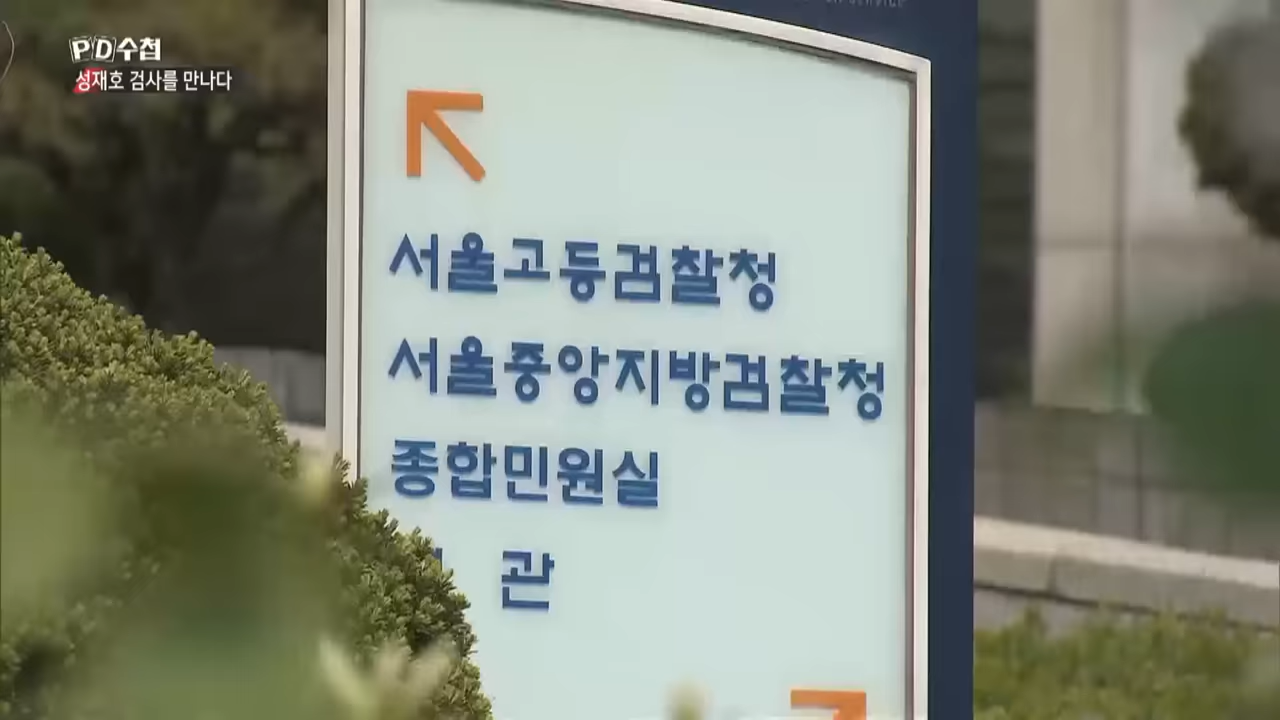 PD수첩
성재호 검사를 만나다
서울고등검찰청
서울중앙지방검찰청
종합민원실
관